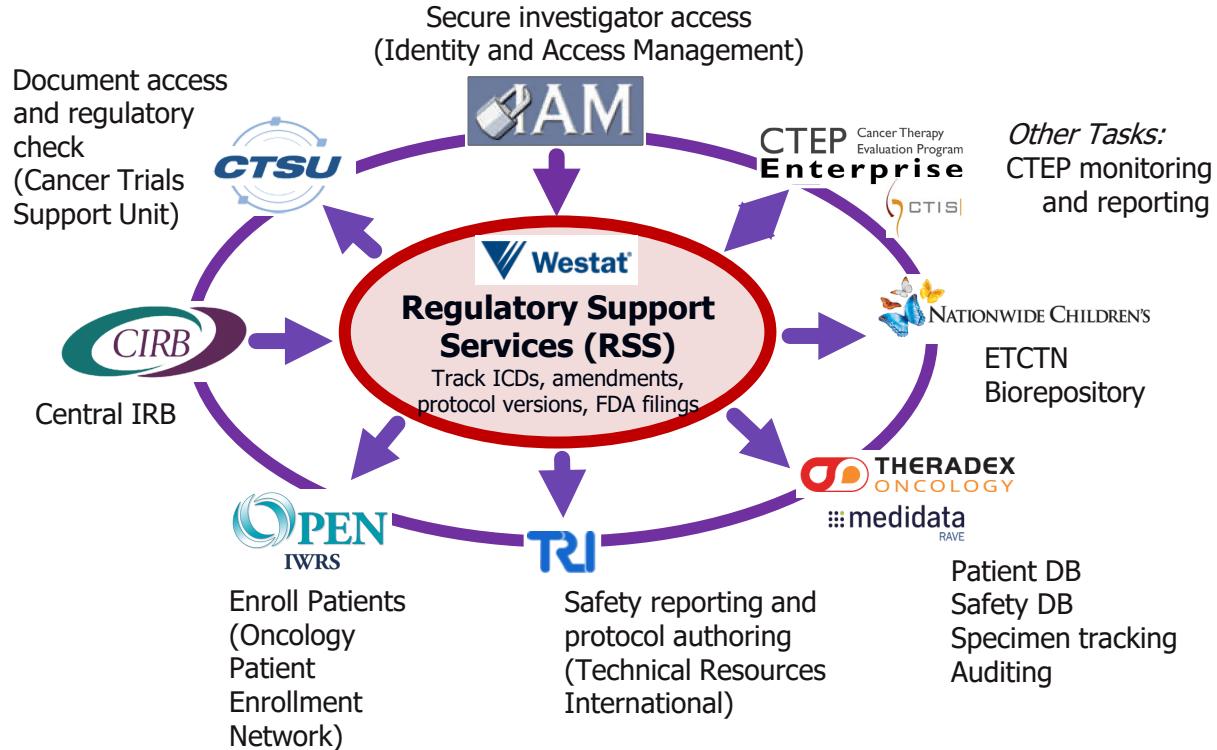 Secure investigator access
(Identity and Access Management)
IAM
Document access
and regulatory
check
(Cancer Trials
Support Unit)
CTSU
CTEP Cancer Therapy
Evaluation Program
Enterprise
CTIS
Other Tasks:
CTEP monitoring
and reporting
Westat
Regulatory Support
Services (RSS)
Track ICDs, amendments,
protocol versions, FDA filings
CIRB
Central IRB
NATIONWIDE CHILDREN'S
ETCTN
Biorepository
THERADEX
ONCOLOGY
medidata
RAVE
Patient DB
Safety DB
Specimen tracking
Auditing
OPEN
IWRS
Enroll Patients
(Oncology
Patient
Enrollment
Network)
TRI
Safety reporting and
protocol authoring
(Technical Resources
International)